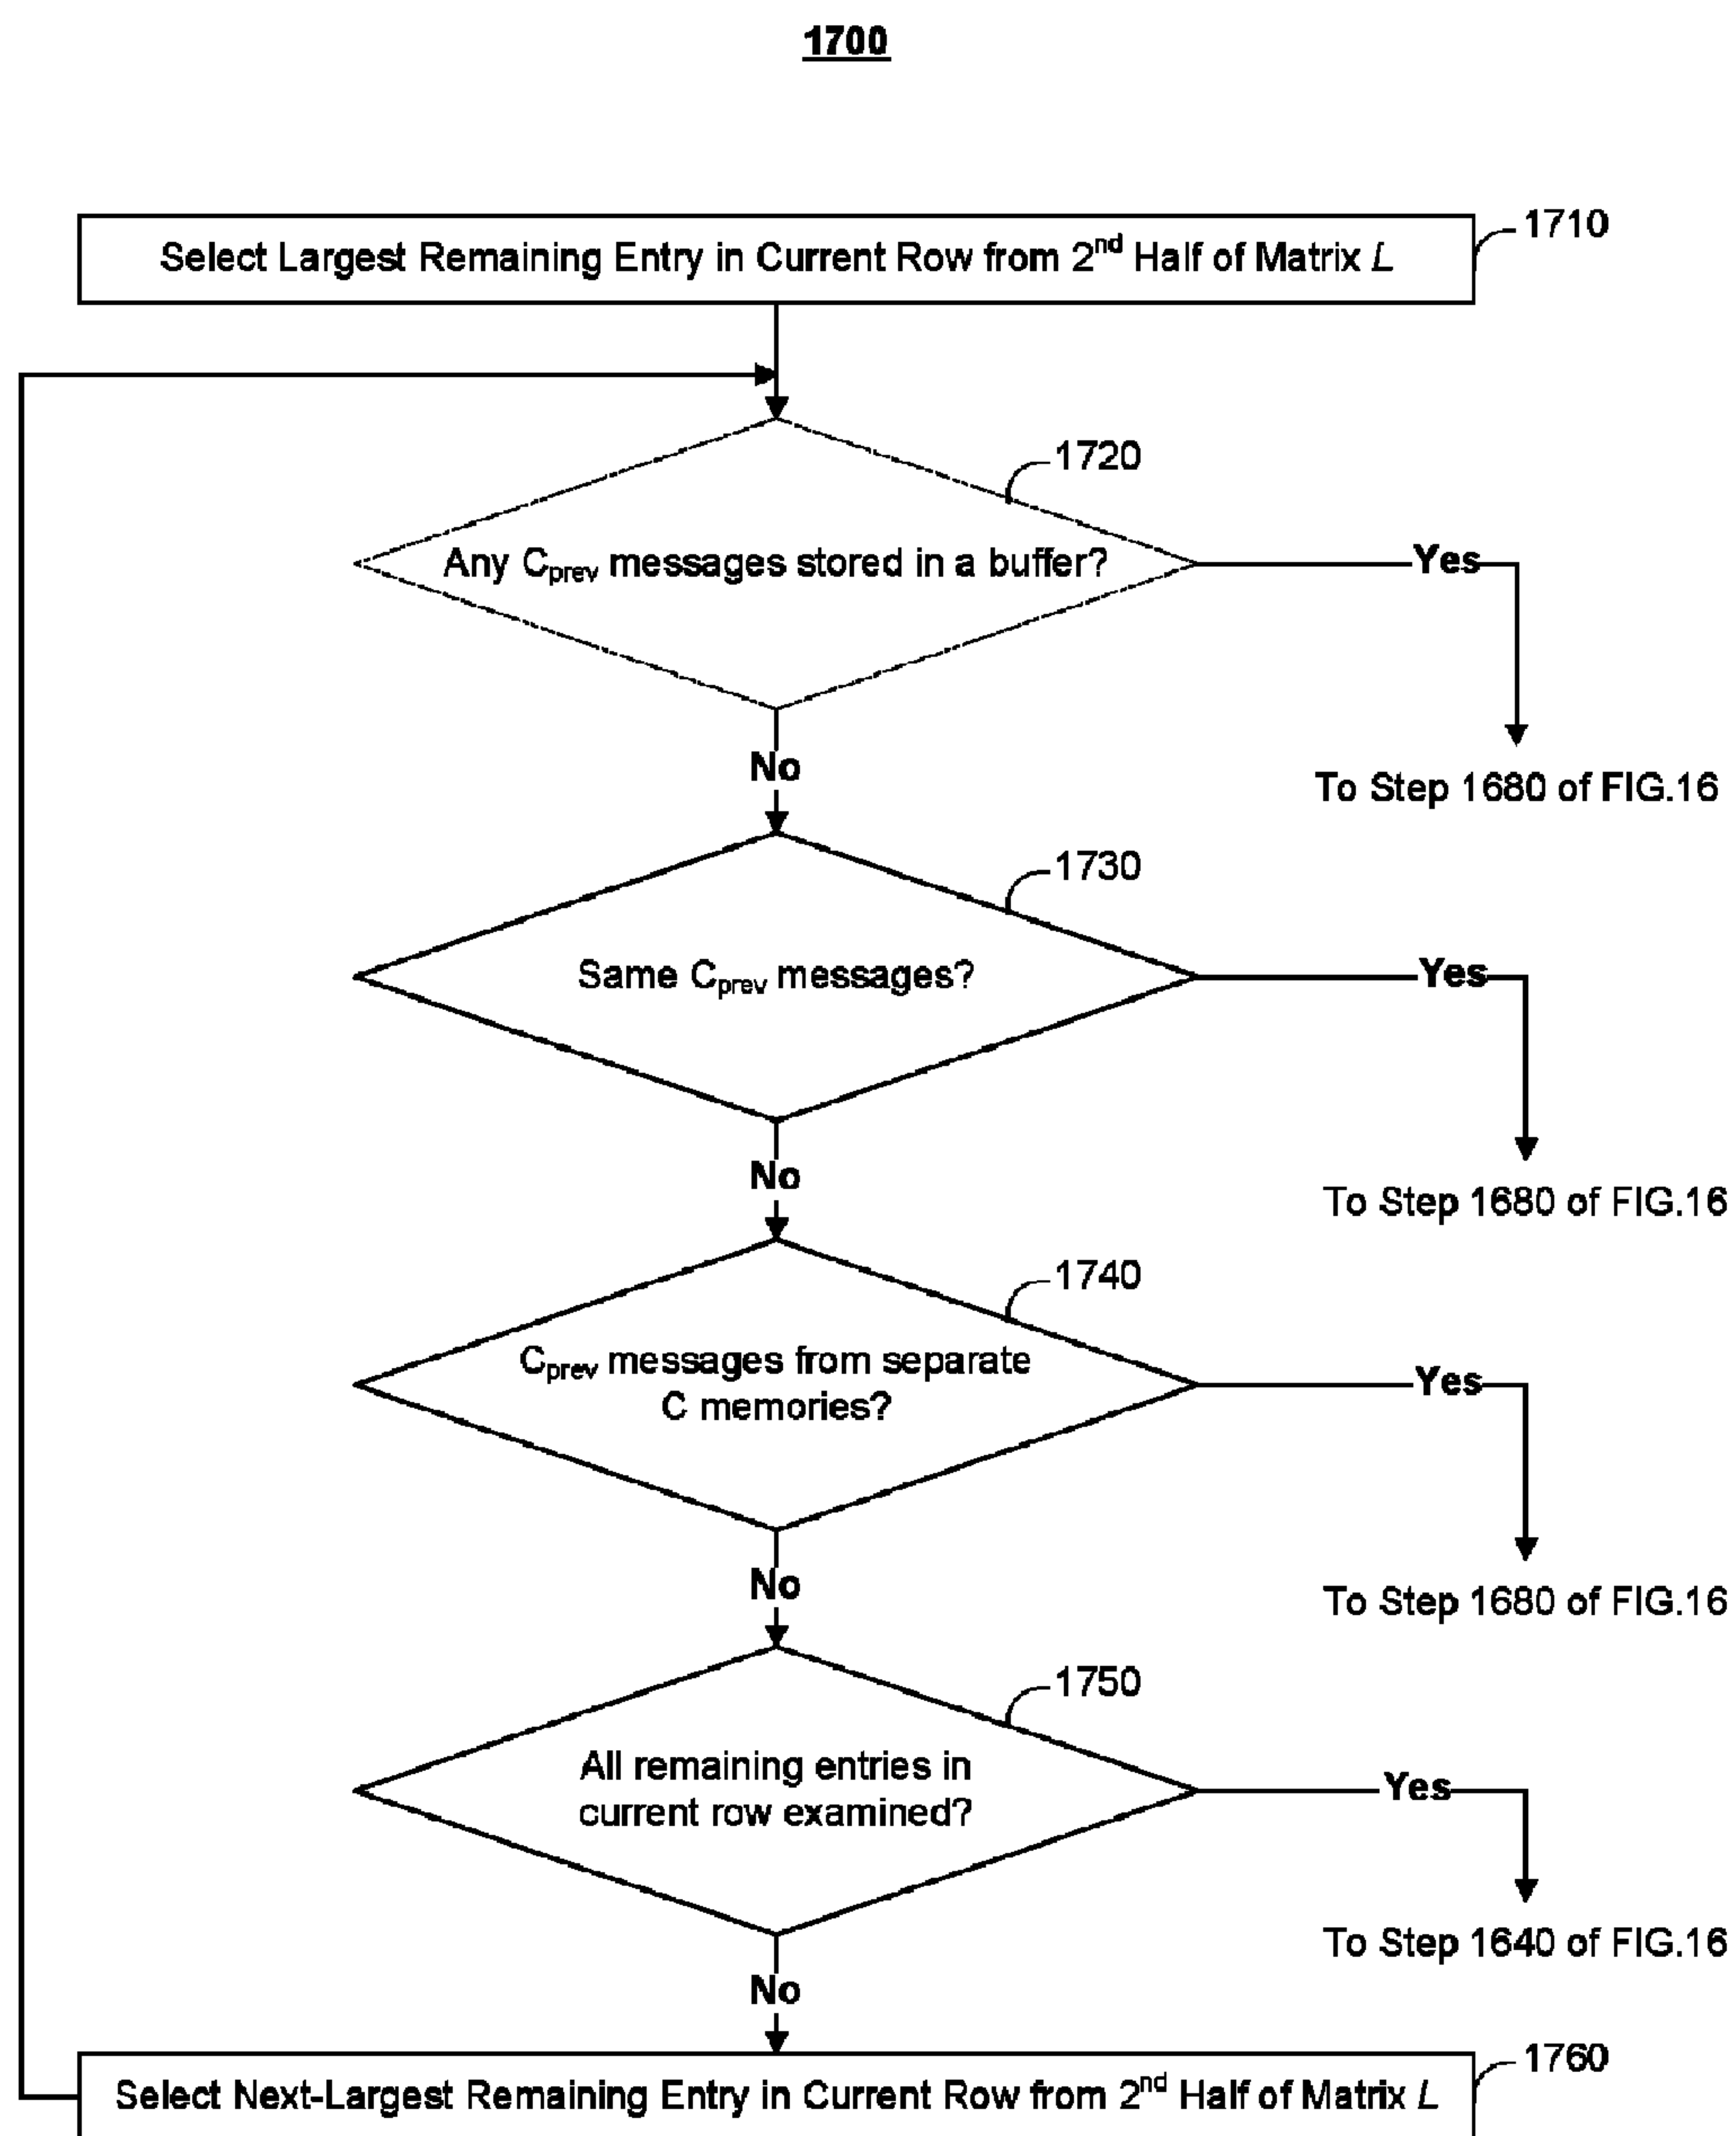 1700
Select Largest Remaining Entry in Current Row from 2nd Half of Matrix L
1710
1720
Any Cprev messages stored in a buffer?
Yes
No
To Step 1680 of FIG.16
1730
Same Cprev messages?
Yes
No
To Step 1680 of FIG.16
1740
Cprev messages from separate
C memories?
Yes
No
To Step 1680 of FIG.16
1750
All remaining entries in
current row examined?
Yes
To Step 1640 of FIG.16
No
1760
Select Next-Largest Remaining Entry in Current Row from 2nd Half of Matrix L